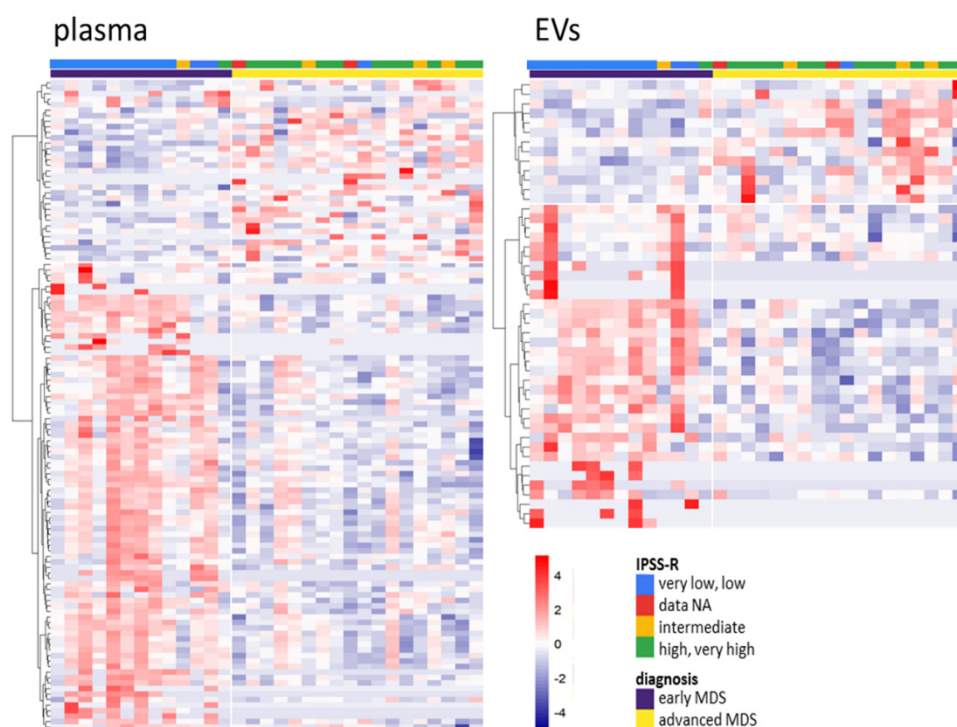 plasma
EVs
4
2
0
-2
-4
IPSS-R
very low, low
data NA
intermediate
high, very high
diagnosis
early MDS
advanced MDS